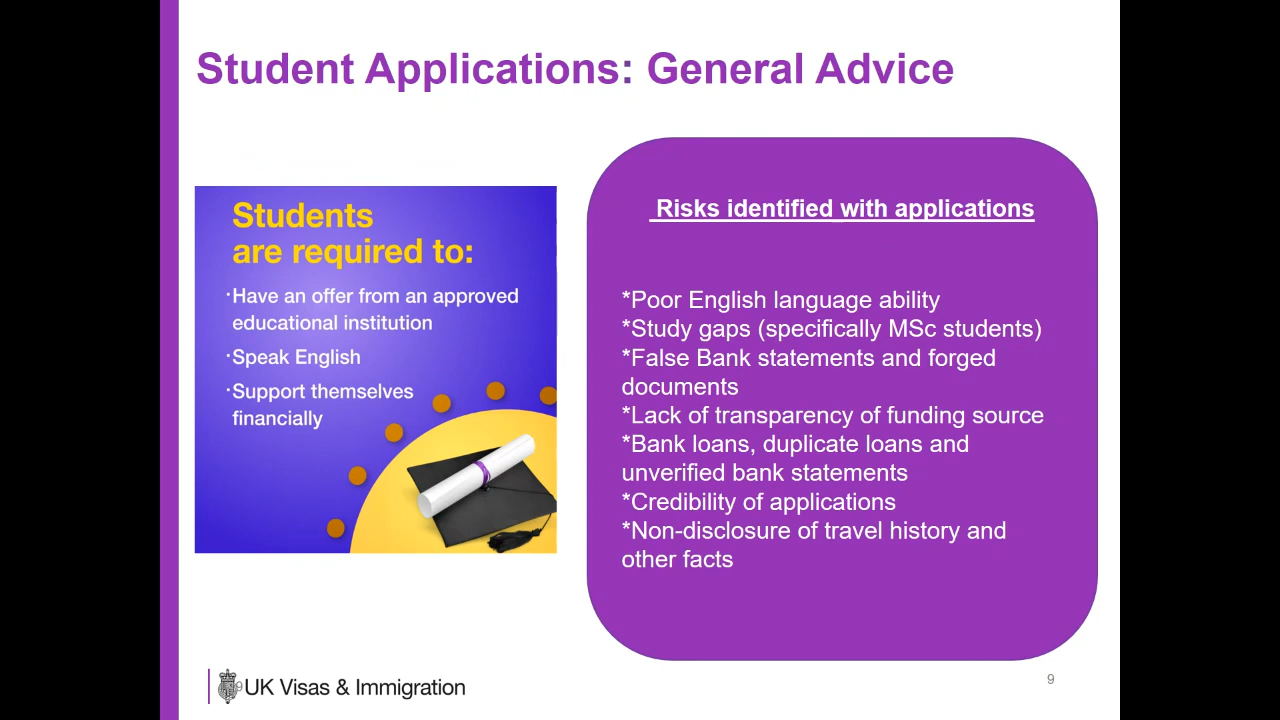 Student Applications: General Advice
Students
are required to:
·Have an offer from an approved
educational institution
·Speak English
·Support themselves
financially
Risks identified with applications
*Poor English language ability
*Study gaps (specifically MSc students)
*False Bank statements and forged
documents
*Lack of transparency of funding source
*Bank loans, duplicate loans and
unverified bank statements
*Credibility of applications
*Non-disclosure of travel history and
other facts
9
UK Visas & Immigration
9